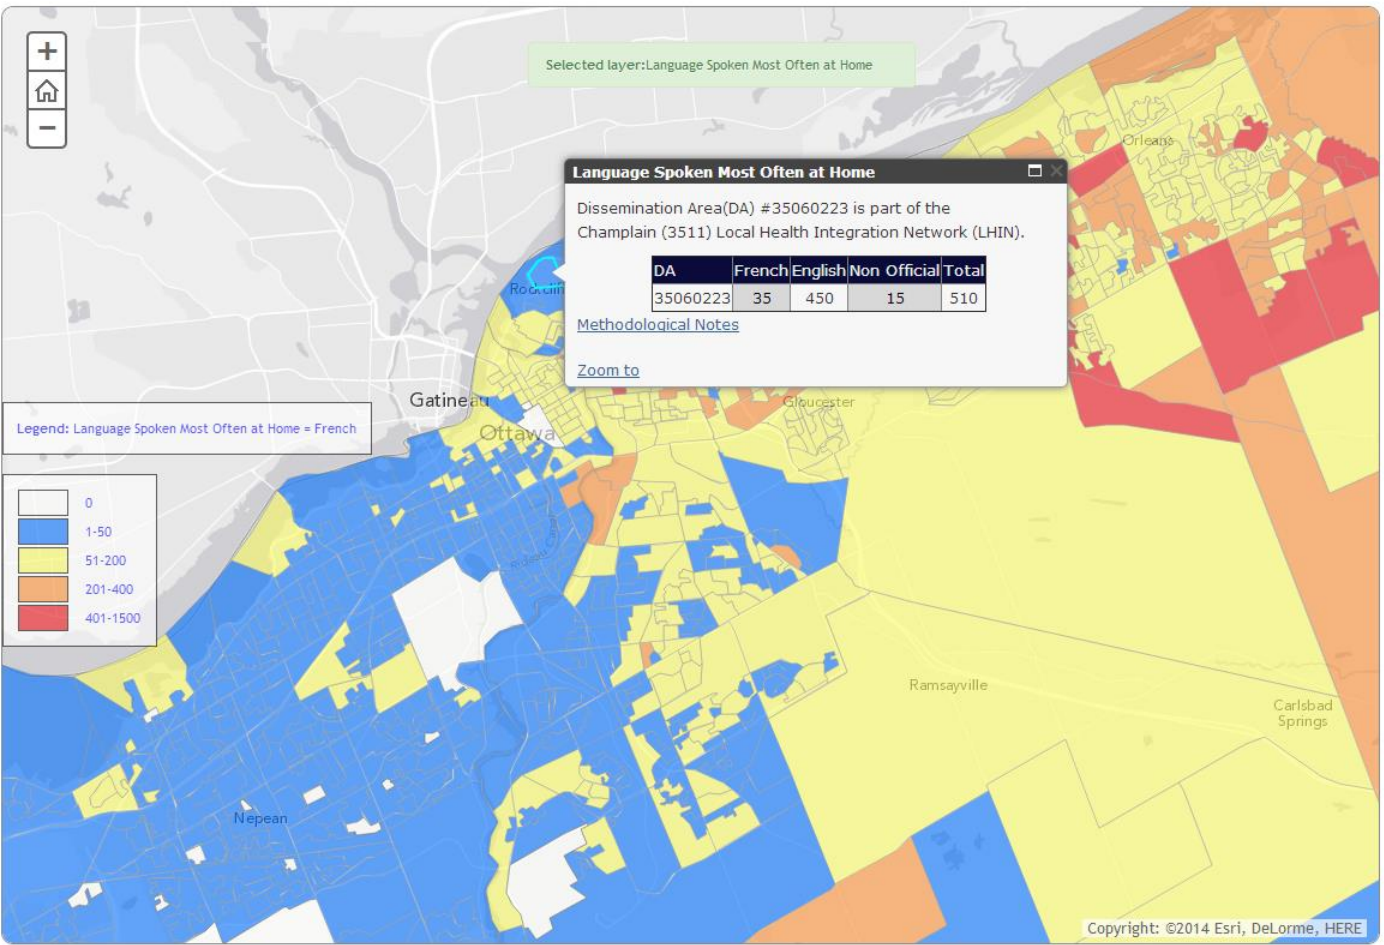 +
−
Selected layer:Language Spoken Most Often at Home
Orleans
Language Spoken Most Often at Home
Dissemination Area(DA) #35060223 is part of the
Champlain (3511) Local Health Integration Network (LHIN).
DA French English Non Official Total
35060223 35 450 15 510
Methodological Notes
Zoom to
Rockclif
Gatineau
Gloucester
Legend: Language Spoken Most Often at Home = French
Ottawa
0
1-50
51-200
201-400
401-1500
Rideau Canal
Ramsayville
Carlsbad
Springs
Nepean
Copyright: ©2014 Esri, DeLorme, HERE